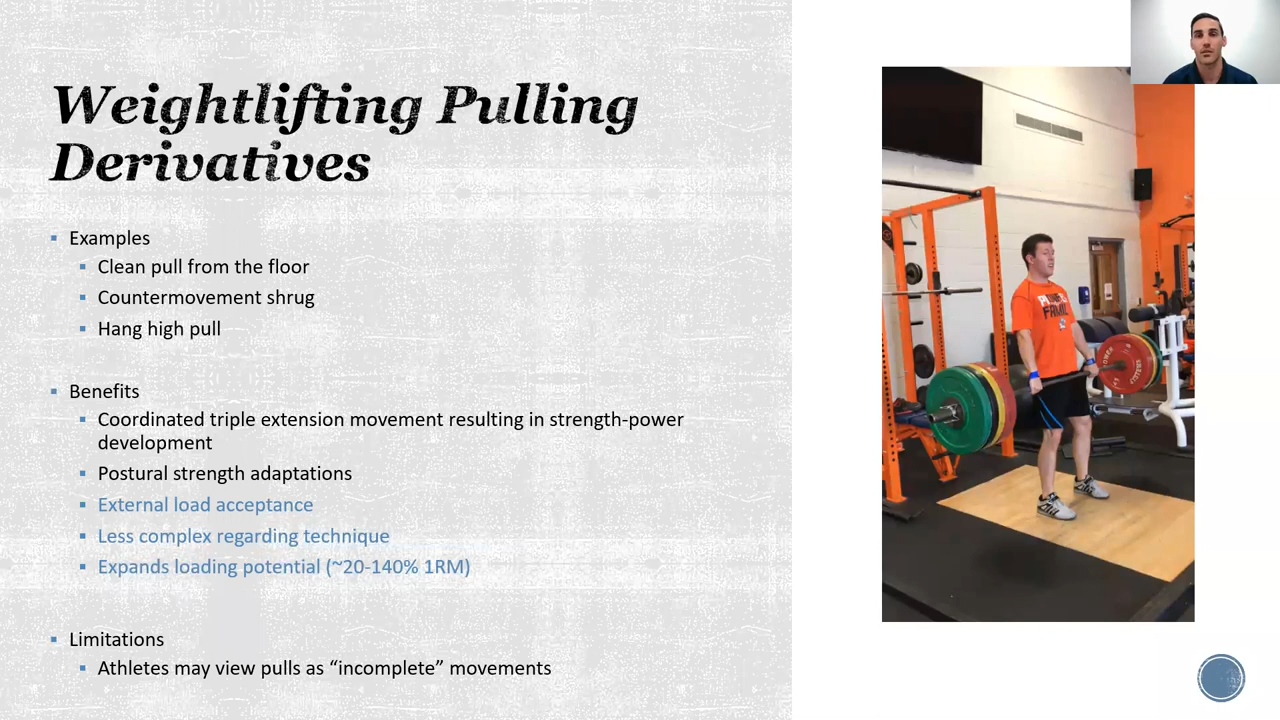 Weightlifting Pulling
Derivatives
Examples
Clean pull from the floor
Countermovement shrug
Hang high pull
Benefits
Coordinated triple extension movement resulting in strength-power
development
Postural strength adaptations
External load acceptance
Less complex regarding technique
Expands loading potential (~20-140% 1RM)
Limitations
Athletes may view pulls as “incomplete” movements